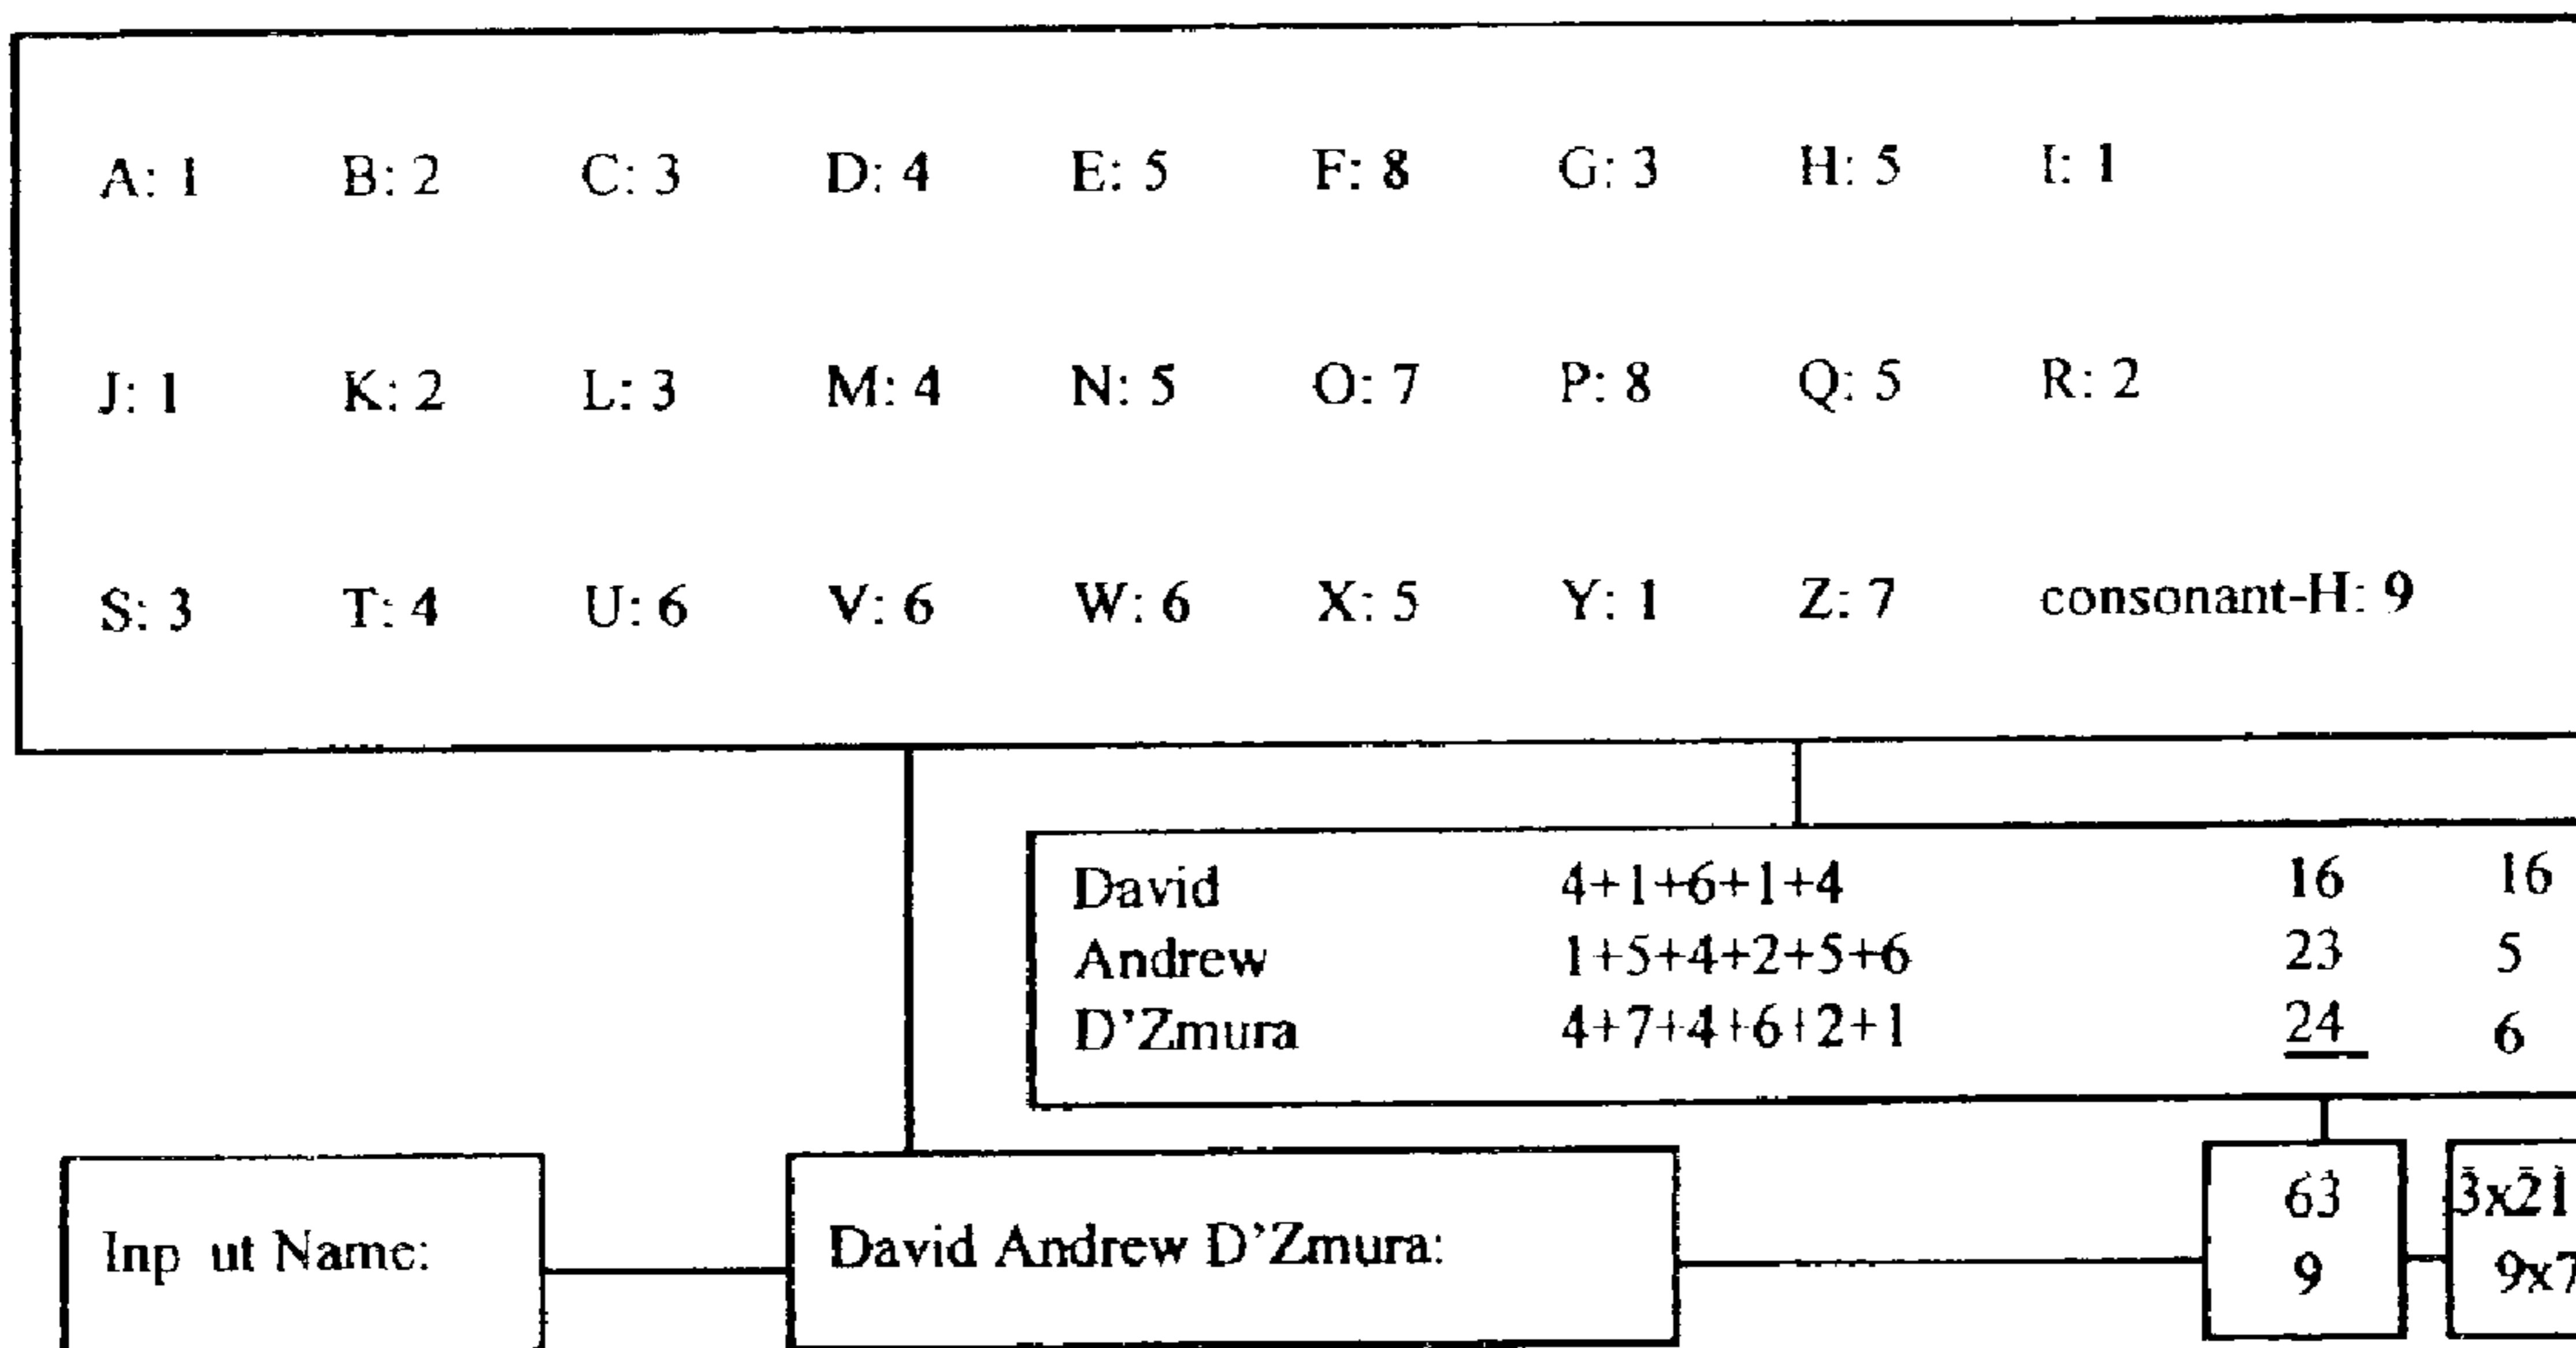 A: 1 B: 2 C: 3 D: 4 E: 5 F: 8 G: 3 H: 5 I: 1
J: 1 K: 2 L: 3 M: 4 N: 5 O: 7 P: 8 Q: 5 R: 2
S: 3 T: 4 U: 6 V: 6 W: 6 X: 5 Y: 1 Z: 7 consonant-H: 9
David 4+1+6+1+4 16 16
Andrew 1+5+4+2+5+6 23 5
D'Zmura 4+7+4+6+2+1 24 6
Inp ut Name: David Andrew D'Zmura: 63 3x21
9 9x7